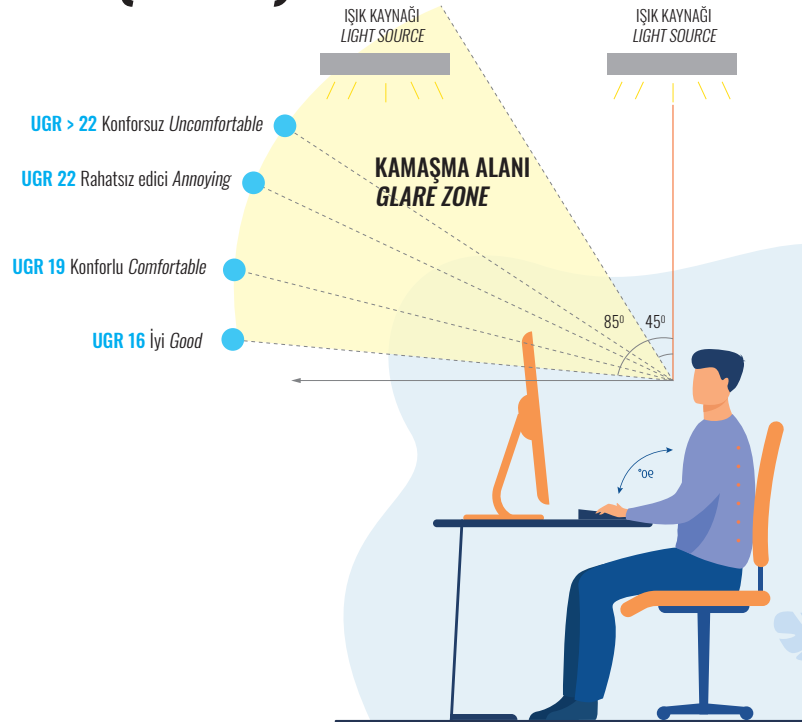 IŞIK KAYNAĞI
LIGHT SOURCE
IŞIK KAYNAĞI
LIGHT SOURCE
UGR > 22 Konforsuz Uncomfortable
UGR 22 Rahatsız edici Annoying
KAMAŞMA ALANI
GLARE ZONE
UGR 19 Konforlu Comfortable
85⁰ 45⁰
UGR 16 İyi Good
90°